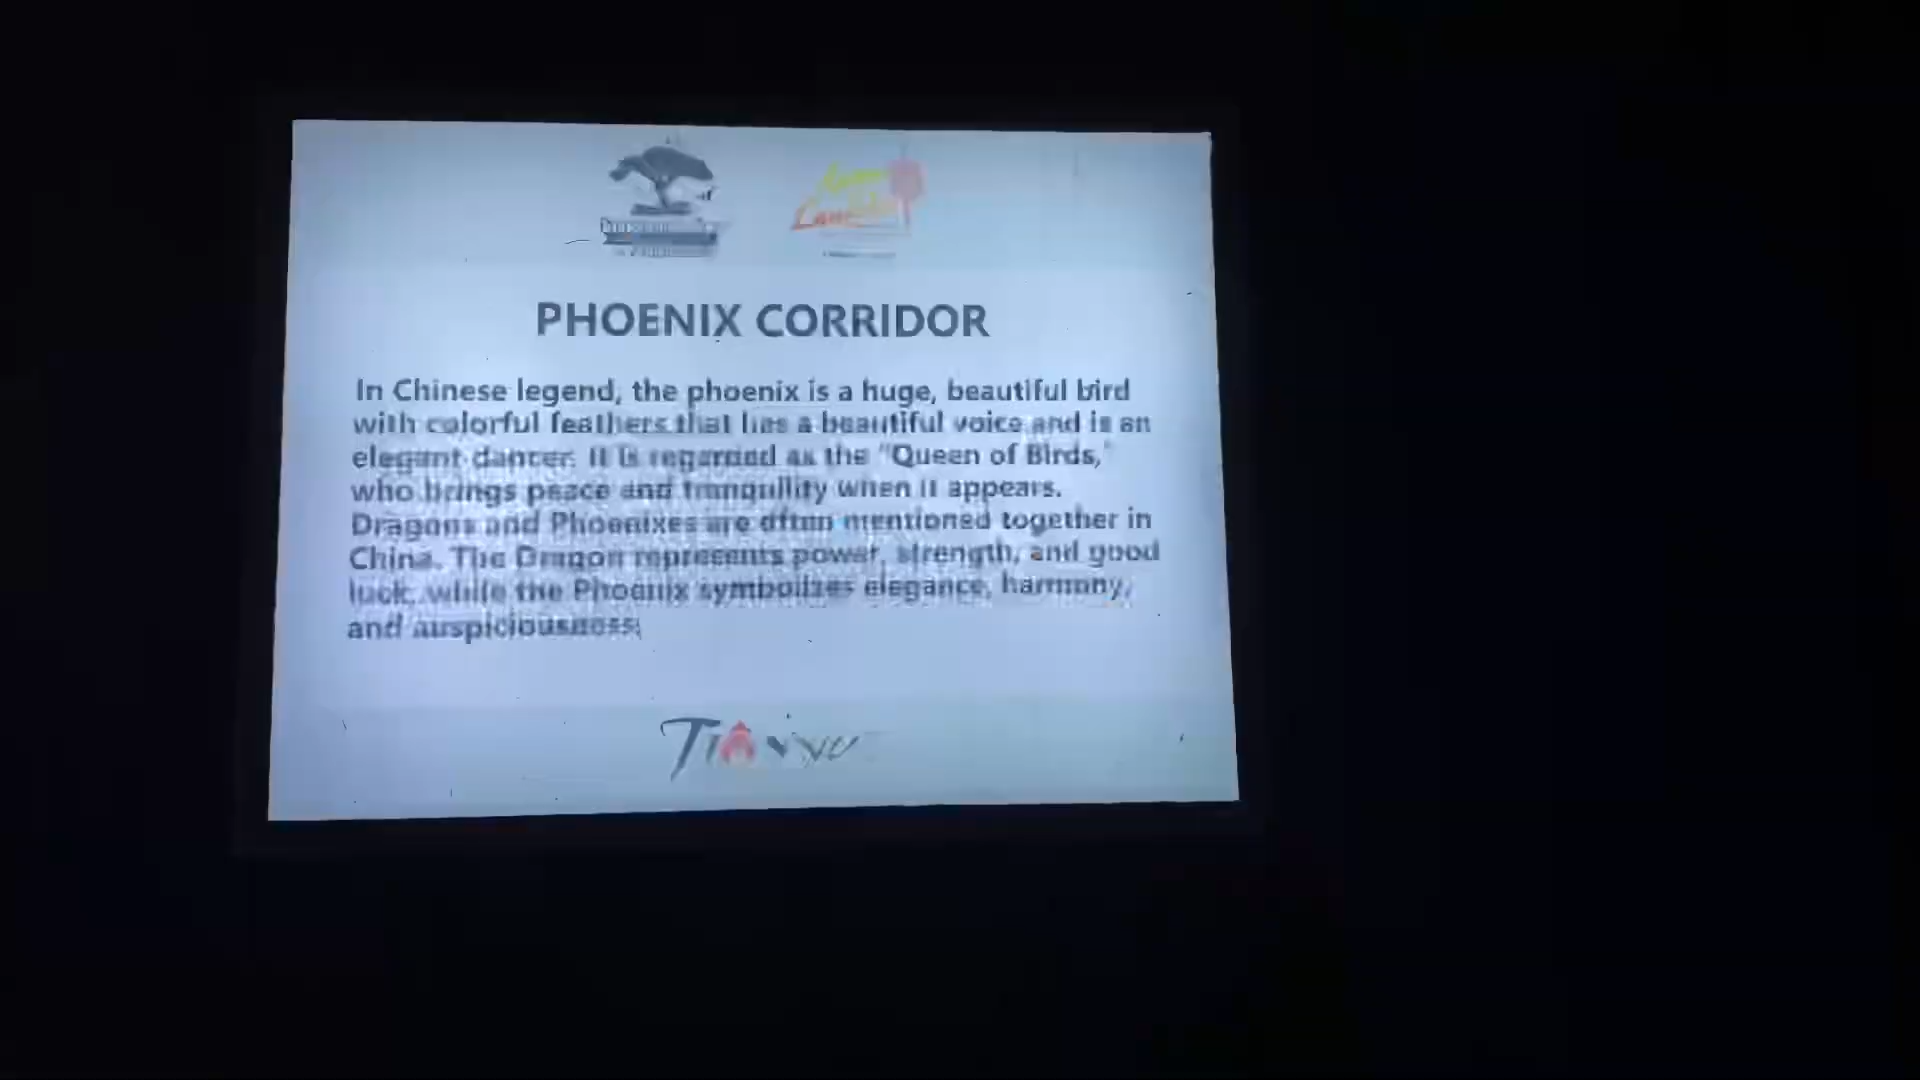 PHOENIX CORRIDOR
In Chinese legend, the phoenix is a huge, beautiful bird
with colorful feathers that has a beautiful voice and is an
elegant dancer. It is regarded as the "Queen of Birds,"
who brings peace and tranquility when it appears.
Dragons and Phoenixes are often mentioned together in
China. The Dragon represents power, strength, and good
luck, while the Phoenix symbolizes elegance, harmony,
and auspiciousness.